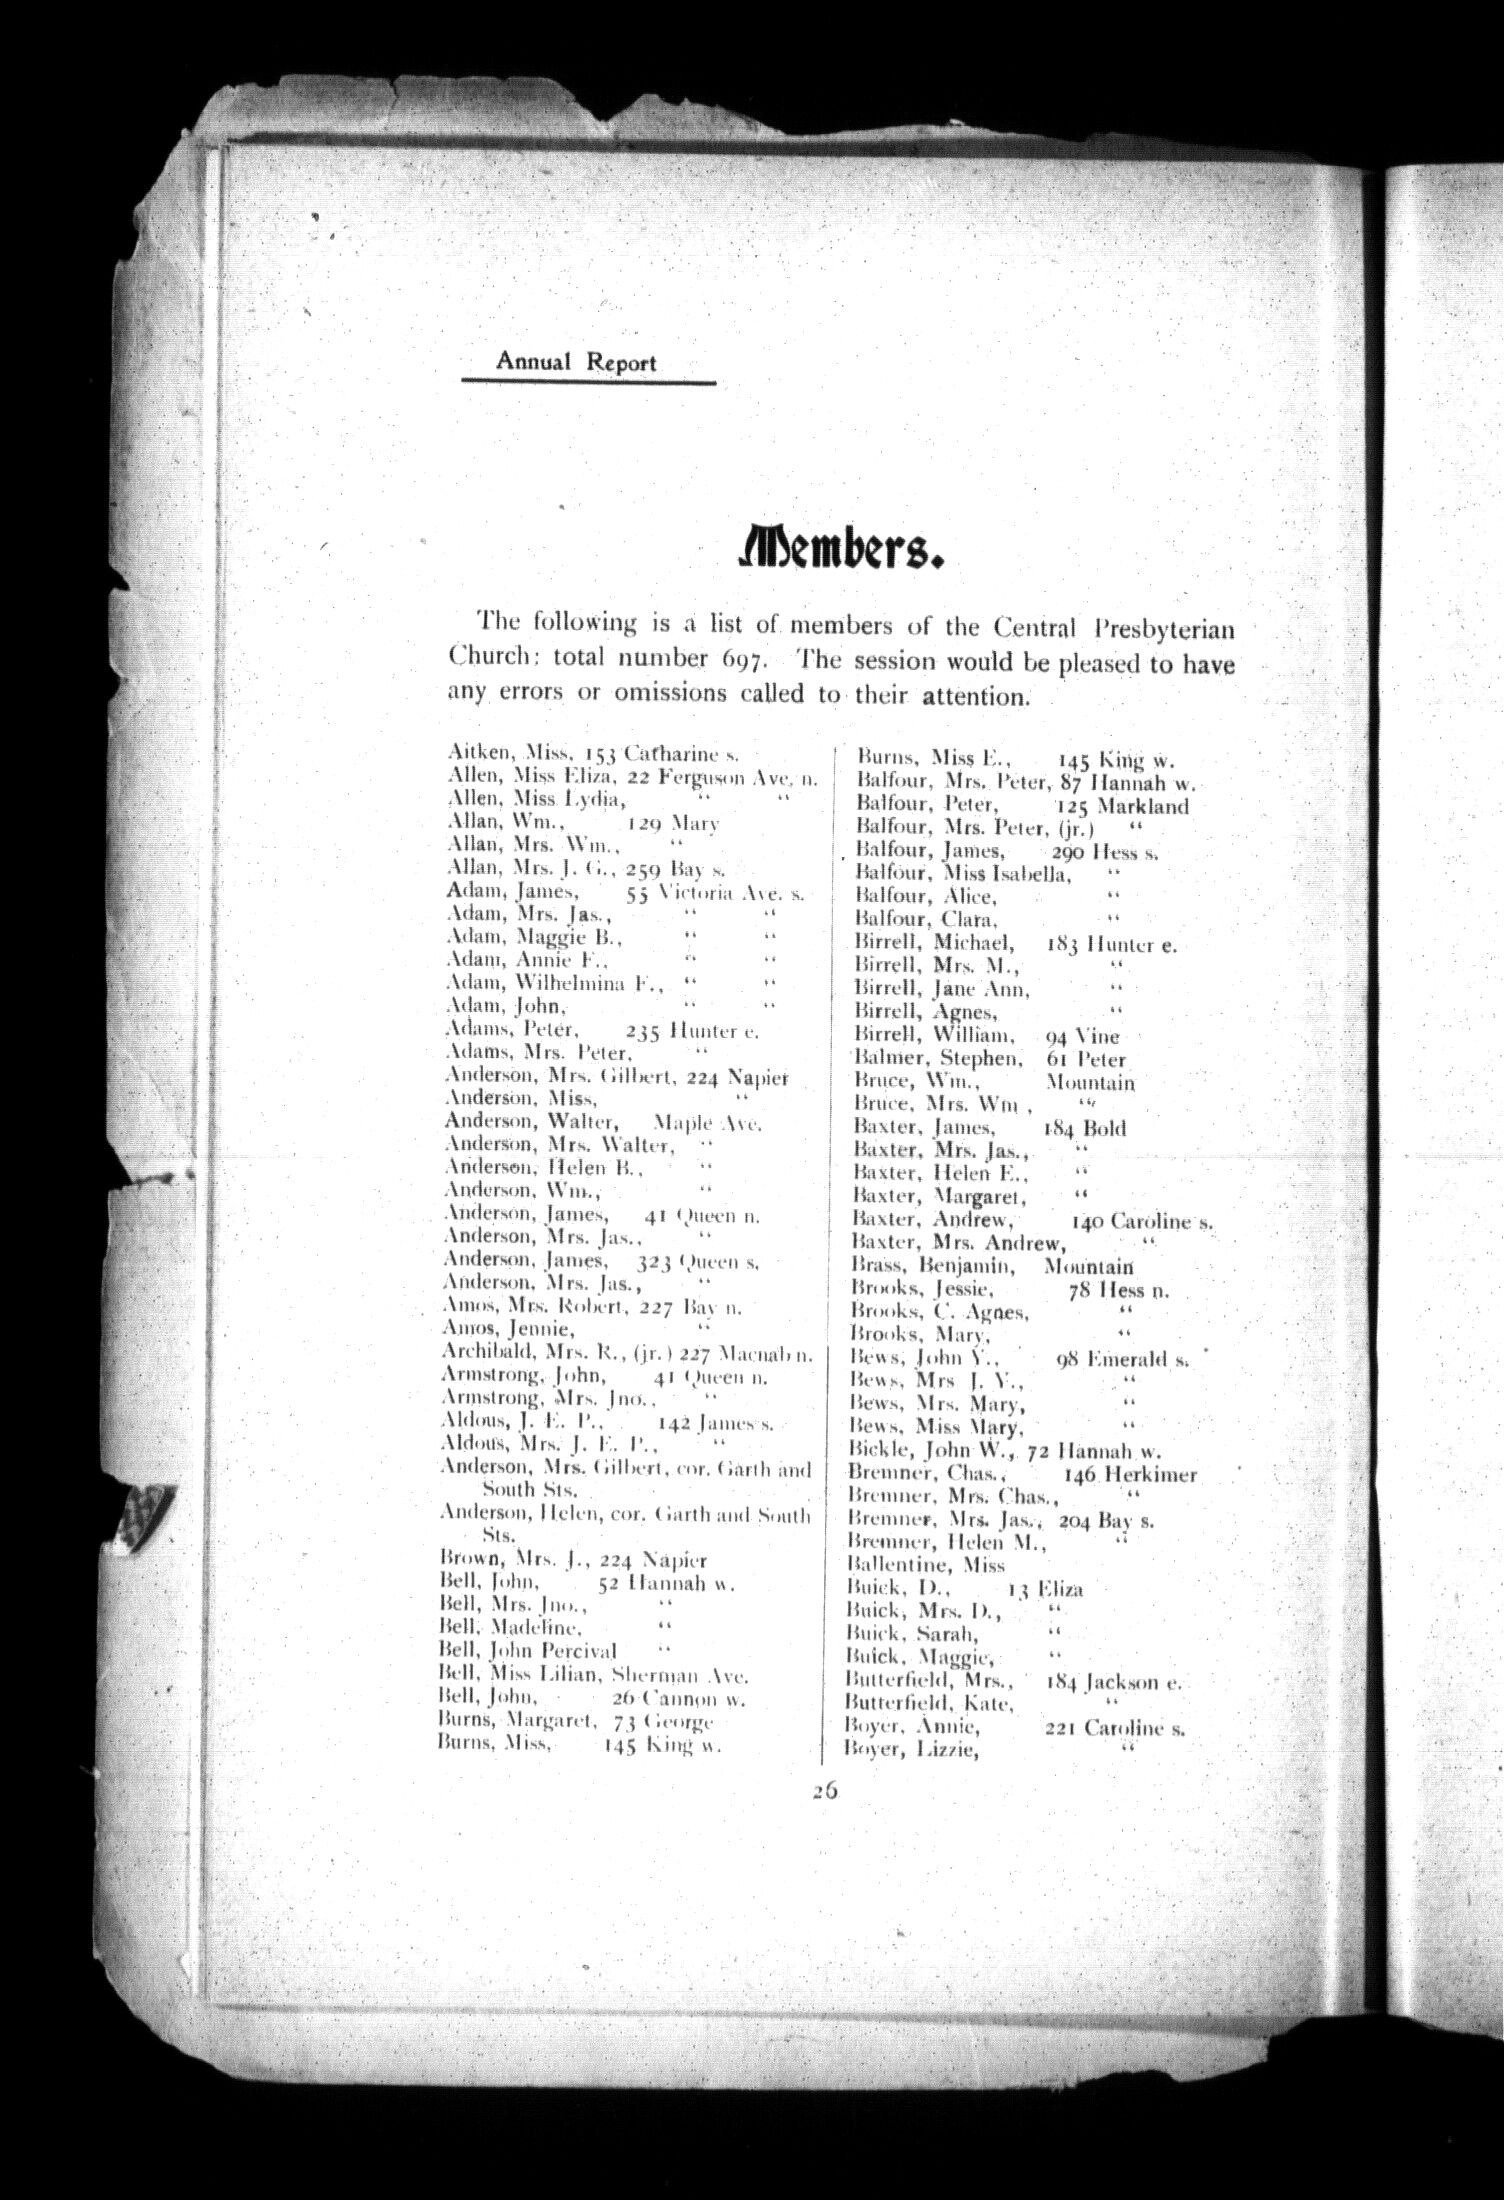 Annual Report
Members.
The following is a list of members of the Central Presbyterian
Church; total number 697. The session would be pleased to have
any errors or omissions called to their attention.
Aitken, Miss, 153 Catharine s.
Allen, Miss Eliza, 22 Ferguson Ave. n.
Allen, Miss Lydia, “ “
Allan, Wm., 129 Mary
Allan, Mrs. Wm., “
Allan, Mrs. J. G., 259 Bay s.
Adam, James, 55 Victoria Ave. s.
Adam, Mrs. Jas., “ “
Adam, Maggie B., “ “
Adam, Annie F., “ “
Adam, Wilhelmina F., “ “
Adam, John, “ “
Adams, Peter, 235 Hunter e.
Adams, Mrs. Peter, “
Anderson, Mrs. Gilbert, 224 Napier
Anderson, Miss, “
Anderson, Walter, Maple Ave.
Anderson, Mrs. Walter, “
Anderson, Helen B., “
Anderson, Wm., “
Anderson, James, 41 Queen n.
Anderson, Mrs. Jas., “
Anderson, James, 323 Queen s.
Anderson, Mrs. Jas., “
Amos, Mrs. Robert, 227 Bay n.
Amos, Jennie, “
Archibald, Mrs. R., (jr.) 227 Macnab n.
Armstrong, John, 41 Queen n.
Armstrong, Mrs. Jno., “
Aldous, J. E. P., 142 James s.
Aldous, Mrs. J. E. P., “
Anderson, Mrs. Gilbert, cor. Garth and
South Sts.
Anderson, Helen, cor. Garth and South
Sts.
Brown, Mrs. J., 224 Napier
Bell, John, 52 Hannah w.
Bell, Mrs. Jno., “
Bell, Madeline, “
Bell, John Percival “
Bell, Miss Lilian, Sherman Ave.
Bell, John, 26 Cannon w.
Burns, Margaret, 73 George
Burns, Miss, 145 King w.
Burns, Miss E., 145 King w.
Balfour, Mrs. Peter, 87 Hannah w.
Balfour, Peter, 125 Markland
Balfour, Mrs. Peter, (jr.) “
Balfour, James, 290 Hess s.
Balfour, Miss Isabella, “
Balfour, Alice, “
Balfour, Clara, “
Birrell, Michael, 183 Hunter e.
Birrell, Mrs. M., “
Birrell, Jane Ann, “
Birrell, Agnes, “
Birrell, William, 94 Vine
Balmer, Stephen, 61 Peter
Bruce, Wm., Mountain
Bruce, Mrs. Wm , “
Baxter, James, 184 Bold
Baxter, Mrs. Jas., “
Baxter, Helen E., “
Baxter, Margaret, “
Baxter, Andrew, 140 Caroline s.
Baxter, Mrs. Andrew, “
Brass, Benjamin, Mountain
Brooks, Jessie, 78 Hess n.
Brooks, C. Agnes, “
Brooks, Mary, “
Bews, John Y., 98 Emerald s.
Bews, Mrs J. Y., “
Bews, Mrs. Mary, “
Bews, Miss Mary, “
Bickle, John W., 72 Hannah w.
Bremner, Chas., 146 Herkimer
Bremner, Mrs. Chas., “
Bremner, Mrs. Jas., 204 Bay s.
Bremner, Helen M., “
Ballentine, Miss
Buick, D., 13 Eliza
Buick, Mrs. D., “
Buick, Sarah, “
Buick, Maggie, “
Butterfield, Mrs., 184 Jackson e.
Butterfield, Kate, “
Boyer, Annie, 221 Caroline s.
Boyer, Lizzie, “
26